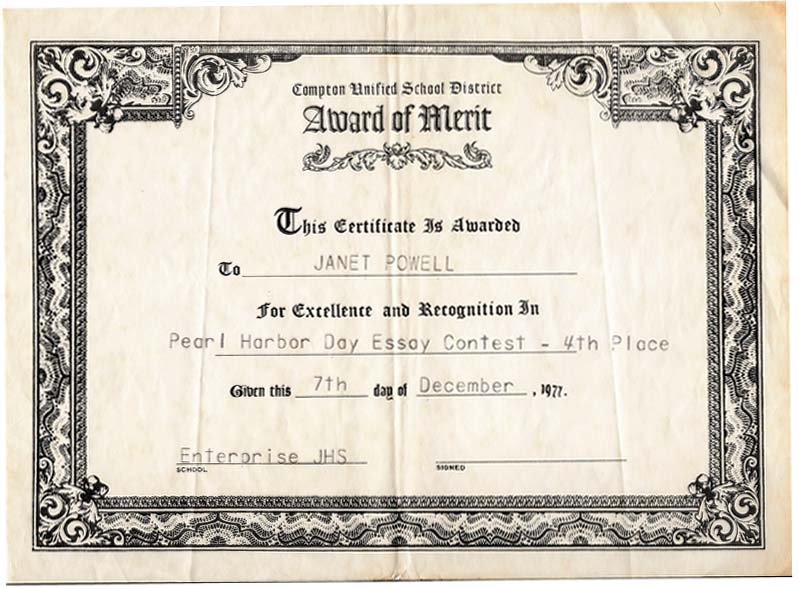 Compton Unified School District
Award of Merit
This Certificate Is Awarded
To JANET POWELL
For Excellence and Recognition In
Pearl Harbor Day Essay Contest - 4th Place
Given this 7th day of December, 1977.
Enterprise JHS
SCHOOL SIGNED